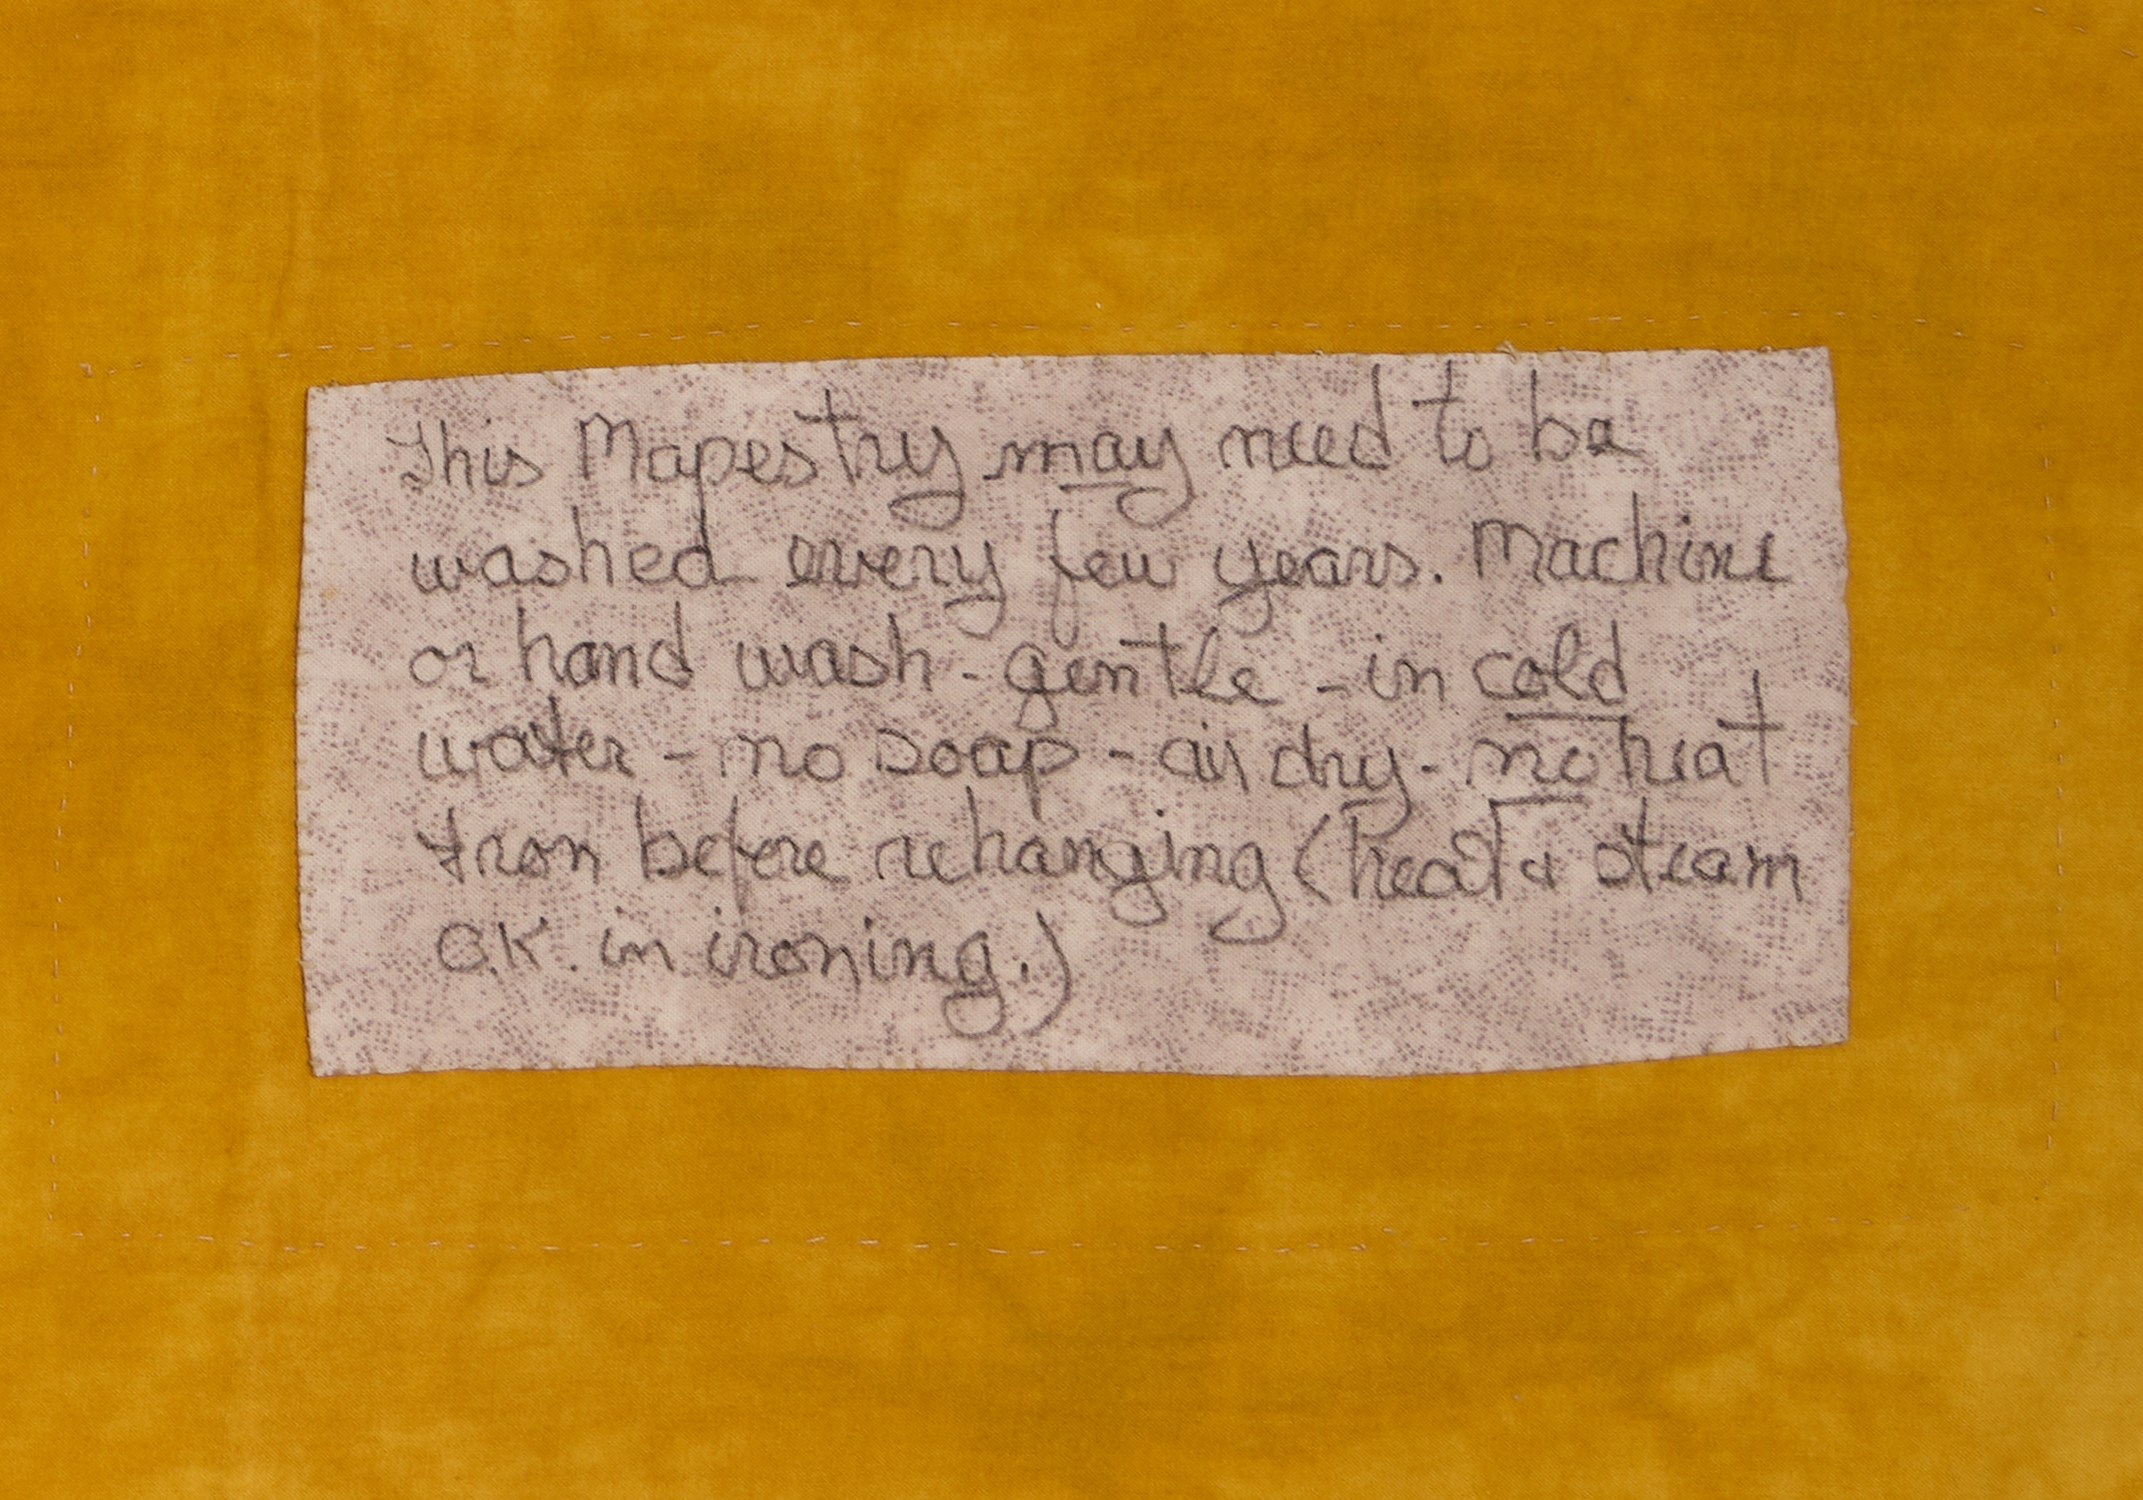 This Mapestry may need to be
washed every few years. Machine
or hand wash - gentle - in cold
water - no soap - air dry - no heat
Iron before rehanging (heat & steam
O.K. in ironing.)